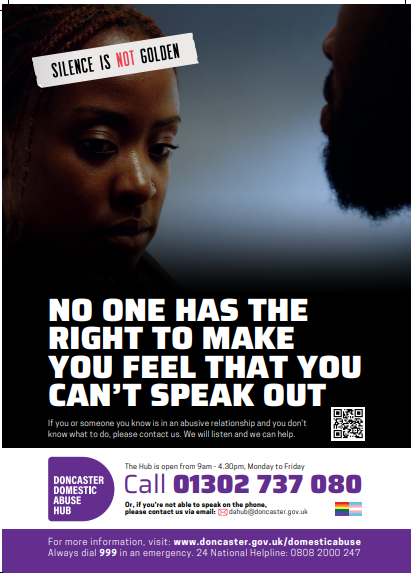 SILENCE IS NOT GOLDEN
NO ONE HAS THE
RIGHT TO MAKE
YOU FEEL THAT YOU
CAN'T SPEAK OUT
If you or someone you know is in an abusive relationship and you don't
know what to do, please contact us. We will listen and we can help.
DONCASTER
DOMESTIC
ABUSE
HUB
The Hub is open from 9am - 4.30pm, Monday to Friday
Call 01302 737 080
Or, if you're not able to speak on the phone,
please contact us via email: dahub@doncaster.gov.uk
For more information, visit: www.doncaster.gov.uk/domesticabuse
Always dial 999 in an emergency. 24 National Helpline: 0808 2000 247